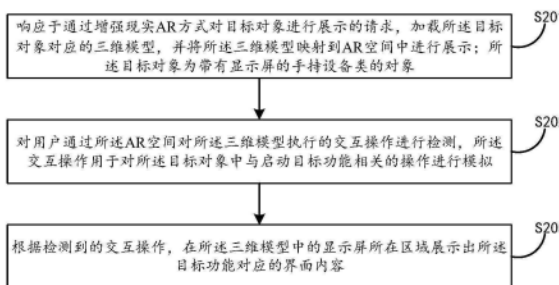 响应于通过增强现实AR方式对目标对象进行展示的请求，加载所述目标
对象对应的三维模型，并将所述三维模型映射到AR空间中进行展示；所
述目标对象为带有显示屏的手持设备类的对象
S20
对用户通过所述AR空间对所述三维模型执行的交互操作进行检测，所述
交互操作用于对所述目标对象中与启动目标功能相关的操作进行模拟
S20
根据检测到的交互操作，在所述三维模型中的显示屏所在区域展示出所述
目标功能对应的界面内容
S20